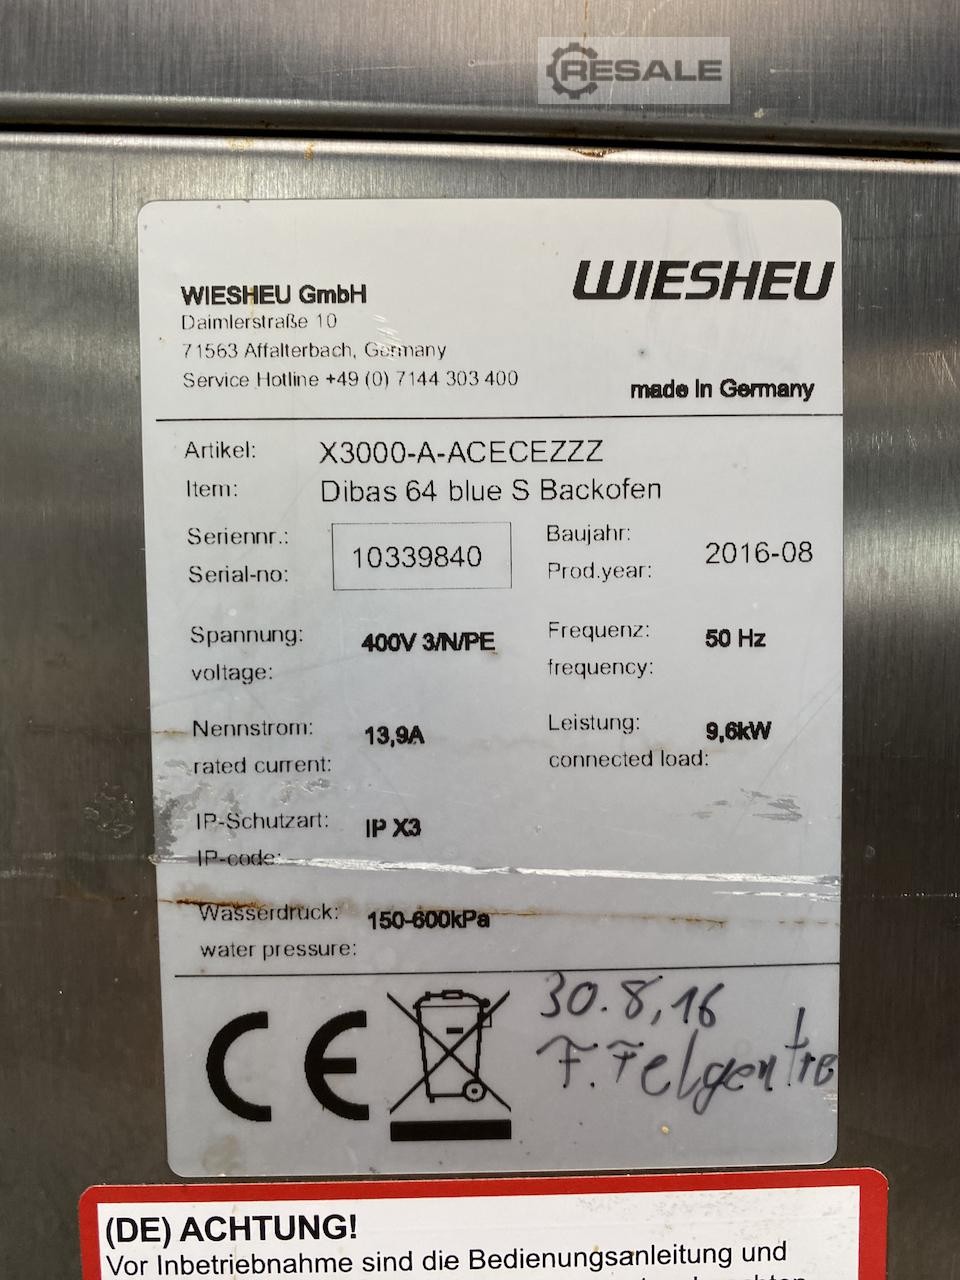 RESALE
WIESHEU GmbH
Daimlerstraße 10
71563 Affalterbach, Germany
Service Hotline +49 (0) 7144 303 400
WIESHEU
made in Germany
Artikel: X3000-A-ACECEZZZ
Item: Dibas 64 blue S Backofen
Seriennr.:
Serial-no: 10339840
Baujahr:
Prod.year: 2016-08
Spannung:
voltage: 400V 3/N/PE
Frequenz:
frequency: 50 Hz
Nennstrom:
rated current: 13,9A
Leistung:
connected load: 9,6kW
IP-Schutzart:
IP-code: IP X3
Wasserdruck:
water pressure: 150-600kPa
CE
30.8,16
F. Felgentre
(DE) ACHTUNG!
Vor Inbetriebnahme sind die Bedienungsanleitung und